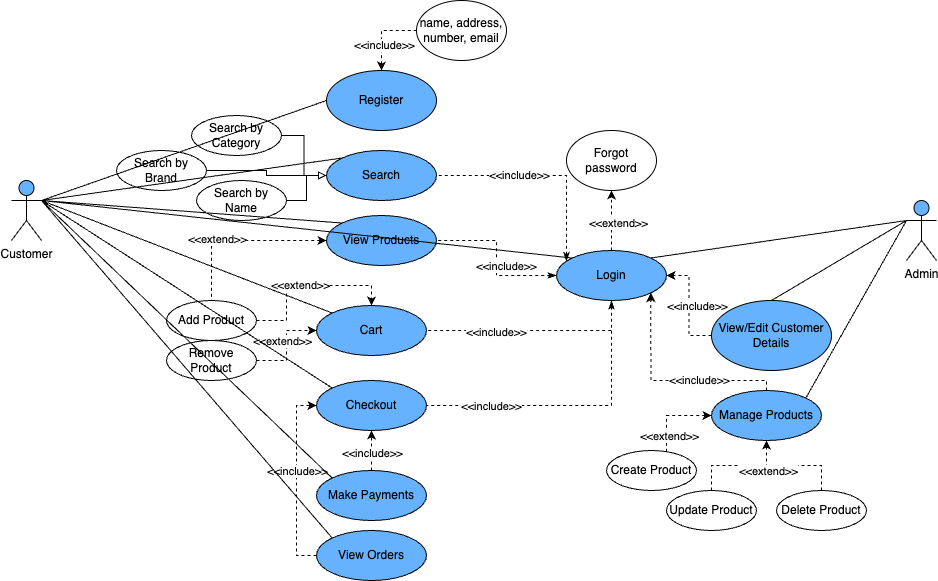 name, address,
number, email
<<include>>
Register
Search by
Category
Search by
Brand
Search by
Name
Search
<<include>>
Forgot
password
<<extend>>
Customer
Admin
<<extend>>
View Products
<<include>>
Login
<<extend>>
<<include>>
Add Product
Cart
<<include>>
View/Edit Customer
Details
<<extend>>
Remove
Product
<<include>>
Checkout
<<include>>
Manage Products
<<extend>>
<<include>>
<<include>>
Create Product
<<extend>>
Make Payments
Update Product
Delete Product
View Orders